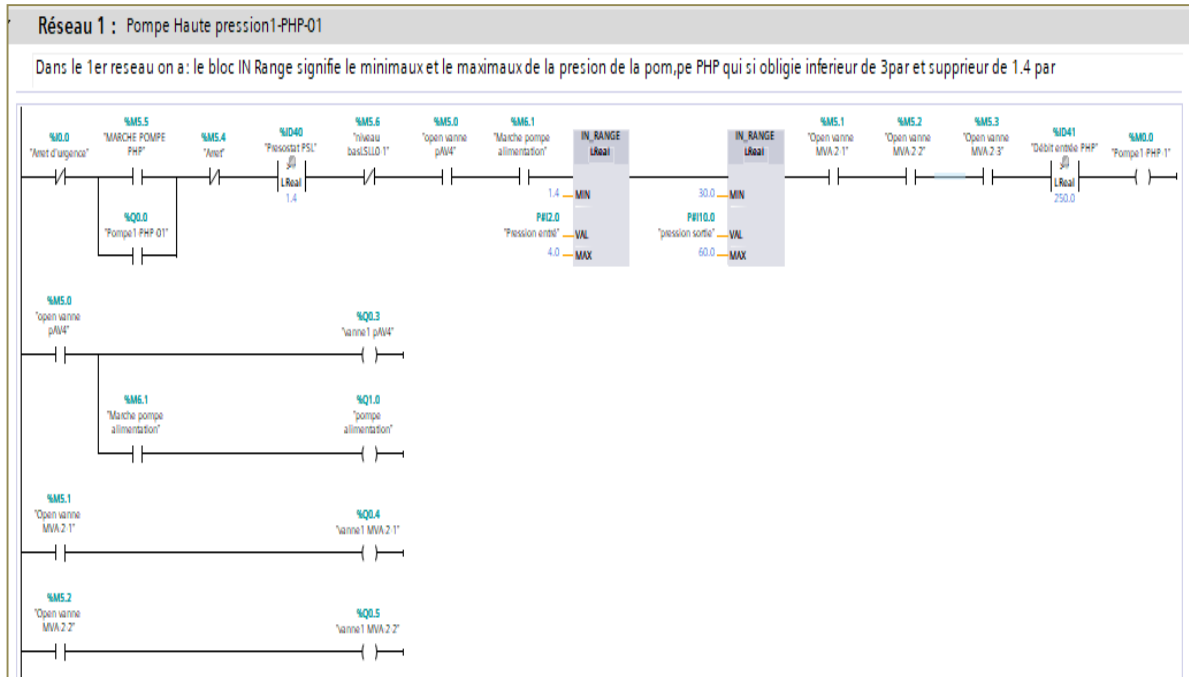 Réseau 1 : Pompe Haute pression1-PHP-01
Dans le 1er reseau on a: le bloc IN Range signifie le minimaux et le maximaux de la presion de la pom,pe PHP qui si obligie inferieur de 3par et supprieur de 1.4 par
%I0.0
"Arret d'urgence"
%M5.5
"MARCHE POMPE
PHP"
%M5.4
"Arret"
%ID40
"Presostat PSL"
LReal
1.4
%M5.6
"niveau
basLSLL0-1"
%M5.0
"open vanne
pAV4"
%M6.1
"Marche pompe
alimentation"
IN_RANGE
LReal
1.4 MIN
P#I2.0
"Pression entré" VAL
4.0 MAX
IN_RANGE
LReal
30.0 MIN
P#I10.0
"pression sortie" VAL
60.0 MAX
%M5.1
"Open vanne
MVA-2-1"
%M5.2
"Open vanne
MVA-2-2"
%M5.3
"Open vanne
MVA-2-3"
%ID41
"Débit entrée PHP"
LReal
250.0
%M0.0
"Pompe1-PHP-1"
%Q0.0
"Pompe1-PHP-01"
%M5.0
"open vanne
pAV4"
%Q0.3
"vanne1 pAV4"
%M6.1
"Marche pompe
alimentation"
%Q1.0
"pompe
alimentation"
%M5.1
"Open vanne
MVA-2-1"
%Q0.4
"vanne1 MVA-2-1"
%M5.2
"Open vanne
MVA-2-2"
%Q0.5
"vanne1 MVA-2-2"